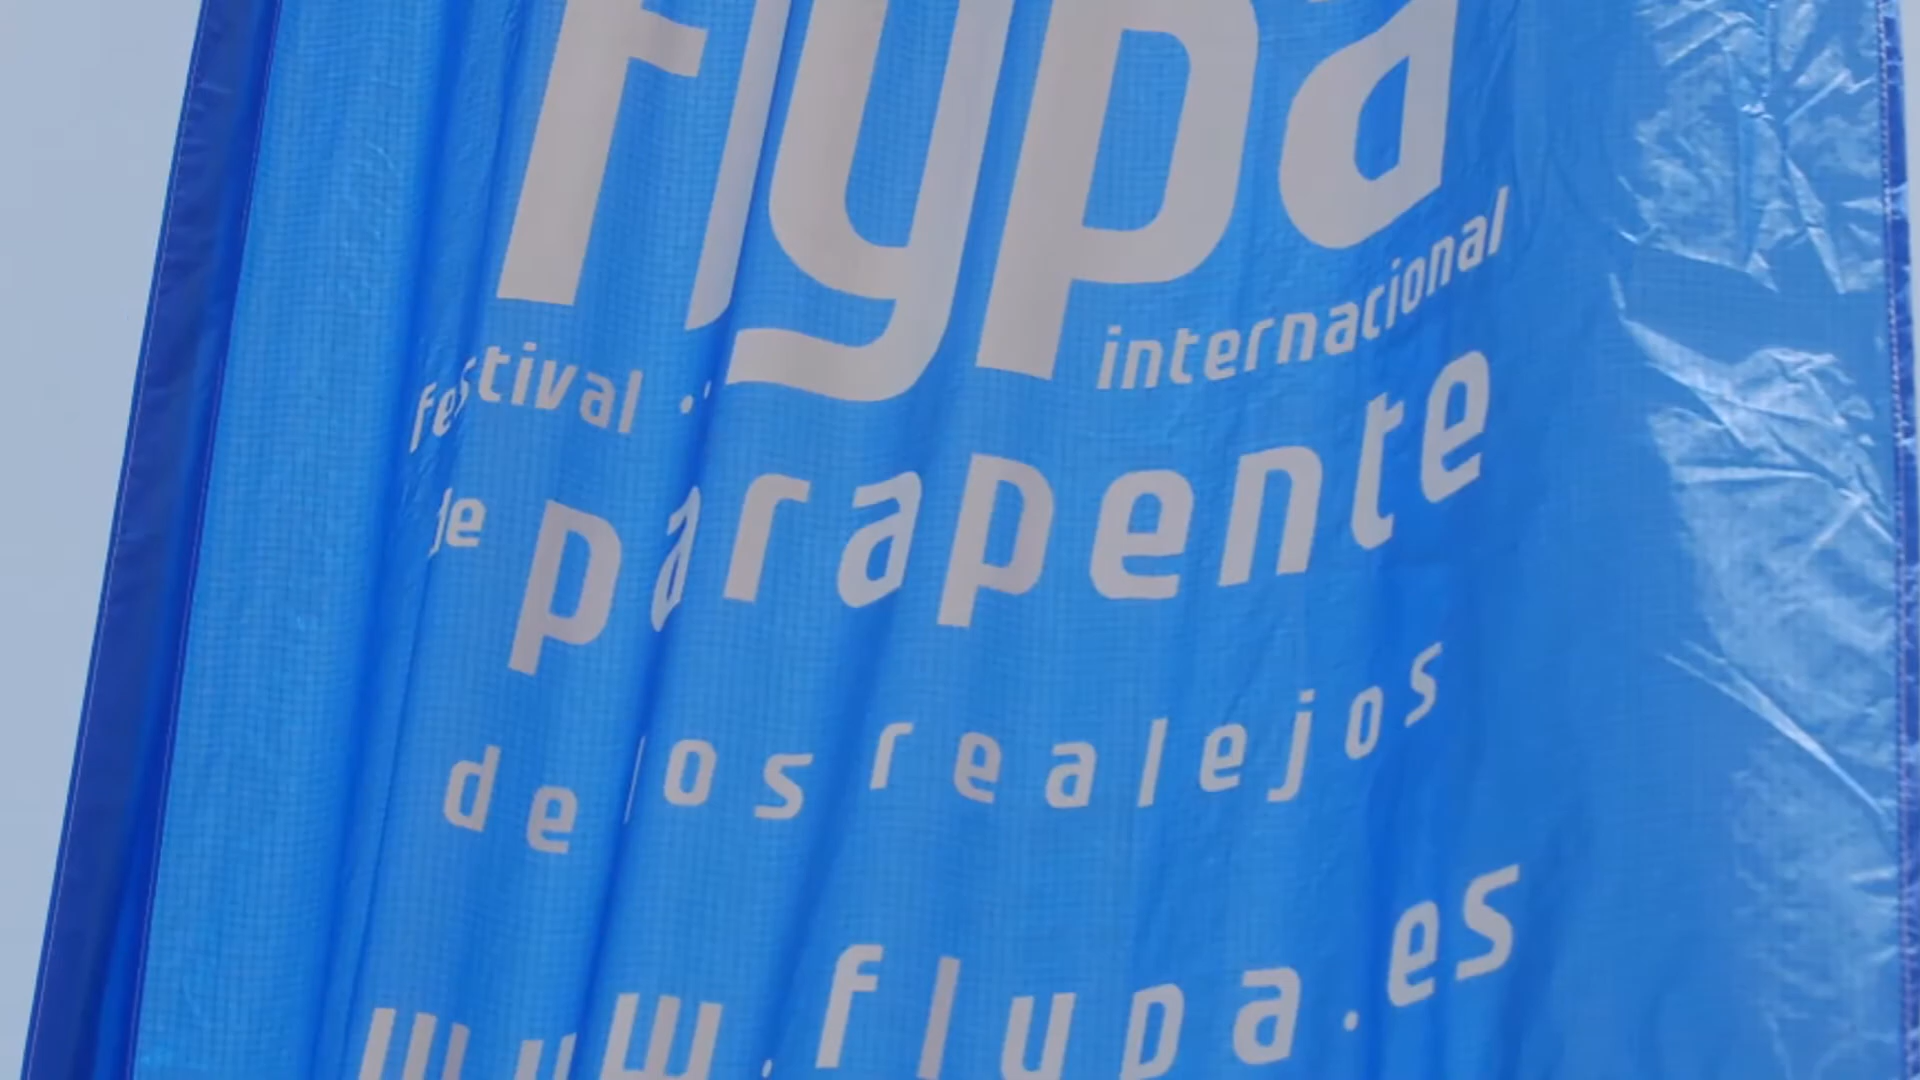 flypa
festival internacional
de parapente
de los realejos
www.flypa.es